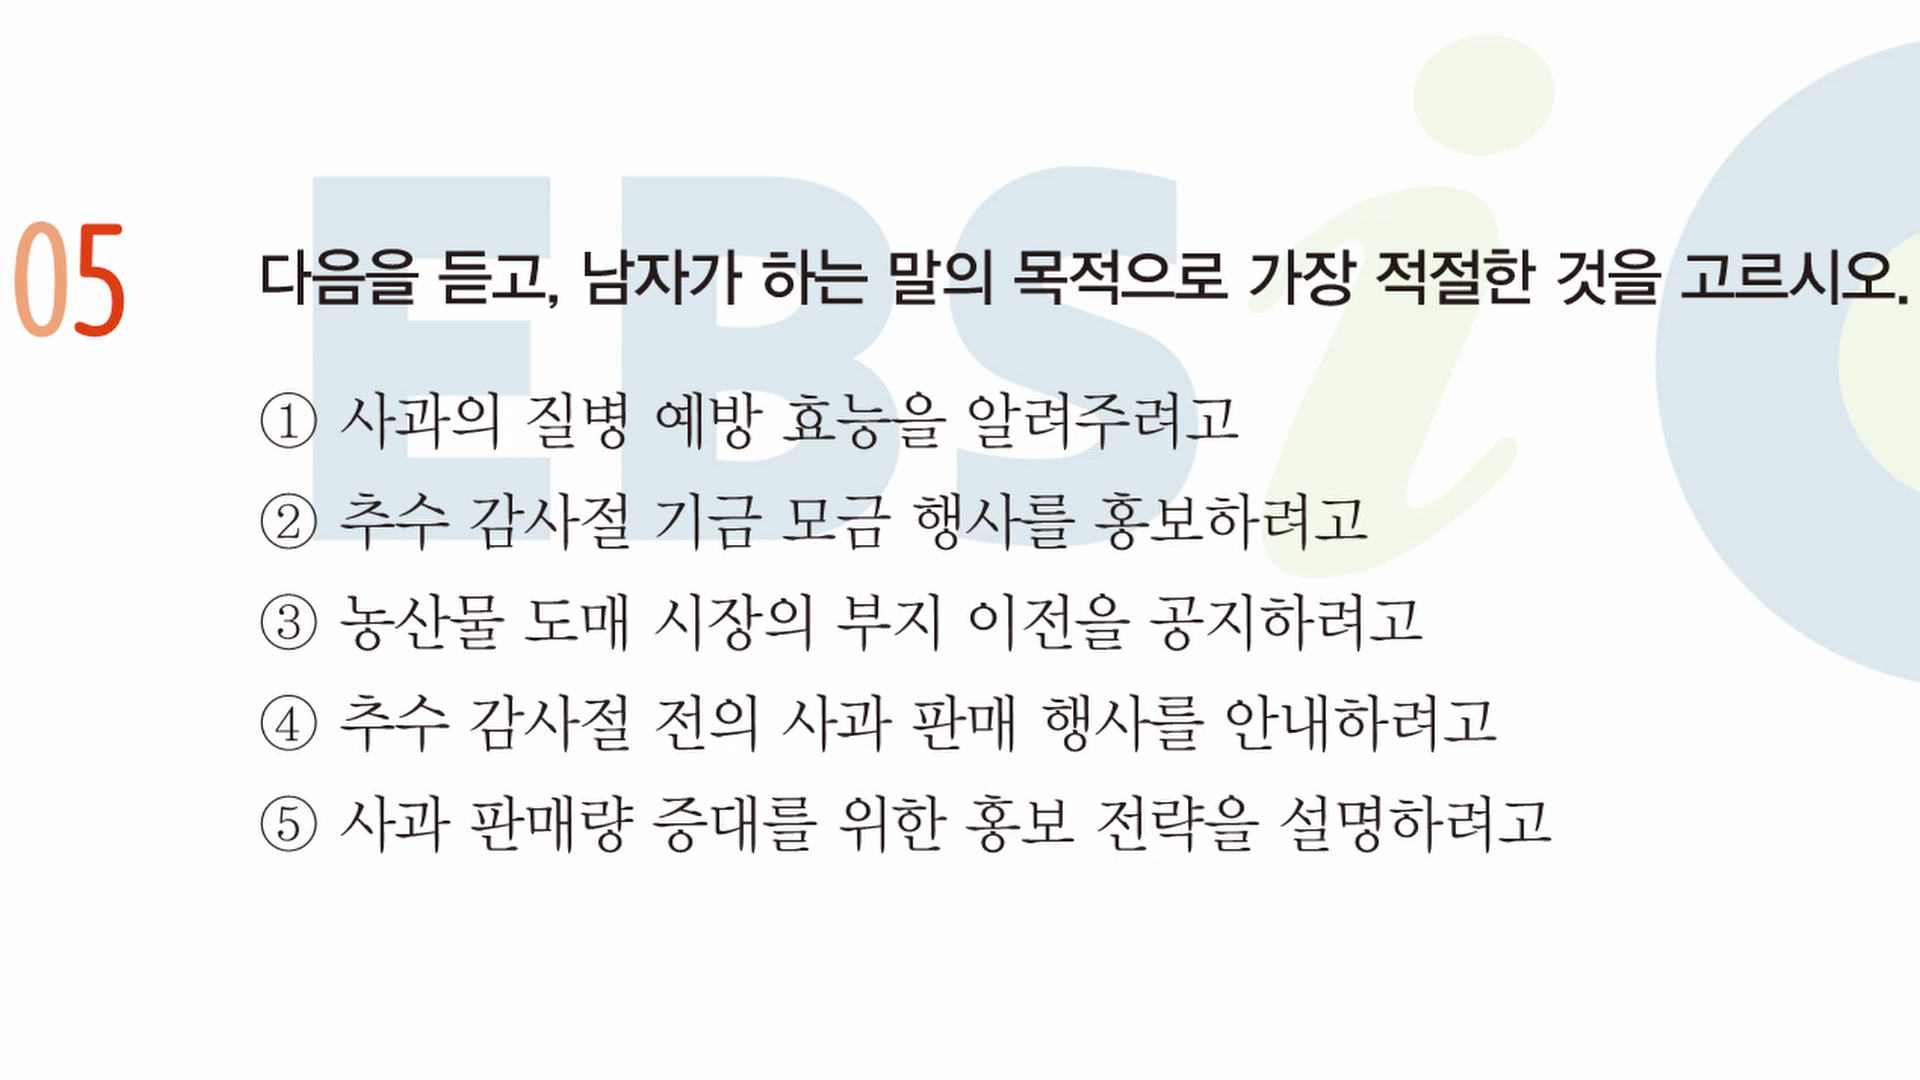 EBSi
05 다음을 듣고, 남자가 하는 말의 목적으로 가장 적절한 것을 고르시오.
① 사과의 질병 예방 효능을 알려주려고
② 추수 감사절 기금 모금 행사를 홍보하려고
③ 농산물 도매 시장의 부지 이전을 공지하려고
④ 추수 감사절 전의 사과 판매 행사를 안내하려고
⑤ 사과 판매량 증대를 위한 홍보 전략을 설명하려고